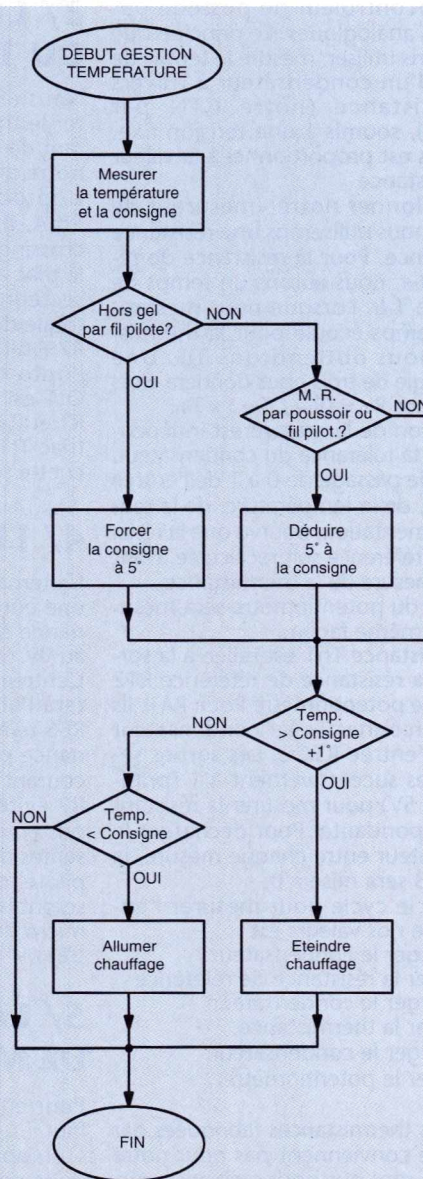 DEBUT GESTION
TEMPERATURE
Mesurer
la température
et la consigne
Hors gel
par fil pilote?
NON
OUI
M. R.
par poussoir ou
fil pilot.?
NON
OUI
Forcer
la consigne
à 5°
Déduire
5° à
la consigne
Temp.
> Consigne
+1°
NON
OUI
Temp.
< Consigne
NON
OUI
Allumer
chauffage
Eteindre
chauffage
FIN